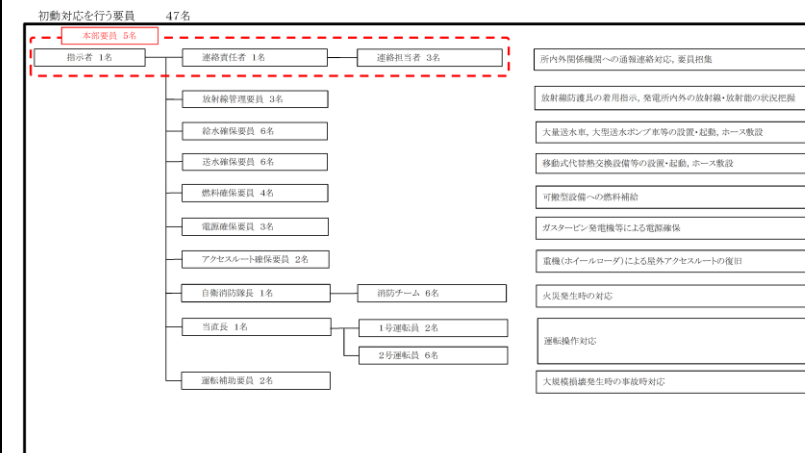 初動対応を行う要員　47名
本部要員 5名
指示者 1名　連絡責任者 1名　連絡担当者 3名　所内外関係機関への通報連絡対応, 要員招集
放射線管理要員 3名　放射線防護具の着用指示, 発電所内外の放射線・放射能の状況把握
給水確保要員 6名　大量送水車, 大型送水ポンプ車等の設置・起動, ホース敷設
送水確保要員 6名　移動式代替熱交換設備等の設置・起動, ホース敷設
燃料確保要員 4名　可搬型設備への燃料補給
電源確保要員 3名　ガスタービン発電機等による電源確保
アクセスルート確保要員 2名　重機(ホイールローダ)による屋外アクセスルートの復旧
自衛消防隊長 1名　消防チーム 6名　火災発生時の対応
当直長 1名　1号運転員 2名
運転操作対応
2号運転員 6名
運転補助要員 2名　大規模損壊発生時の事故時対応